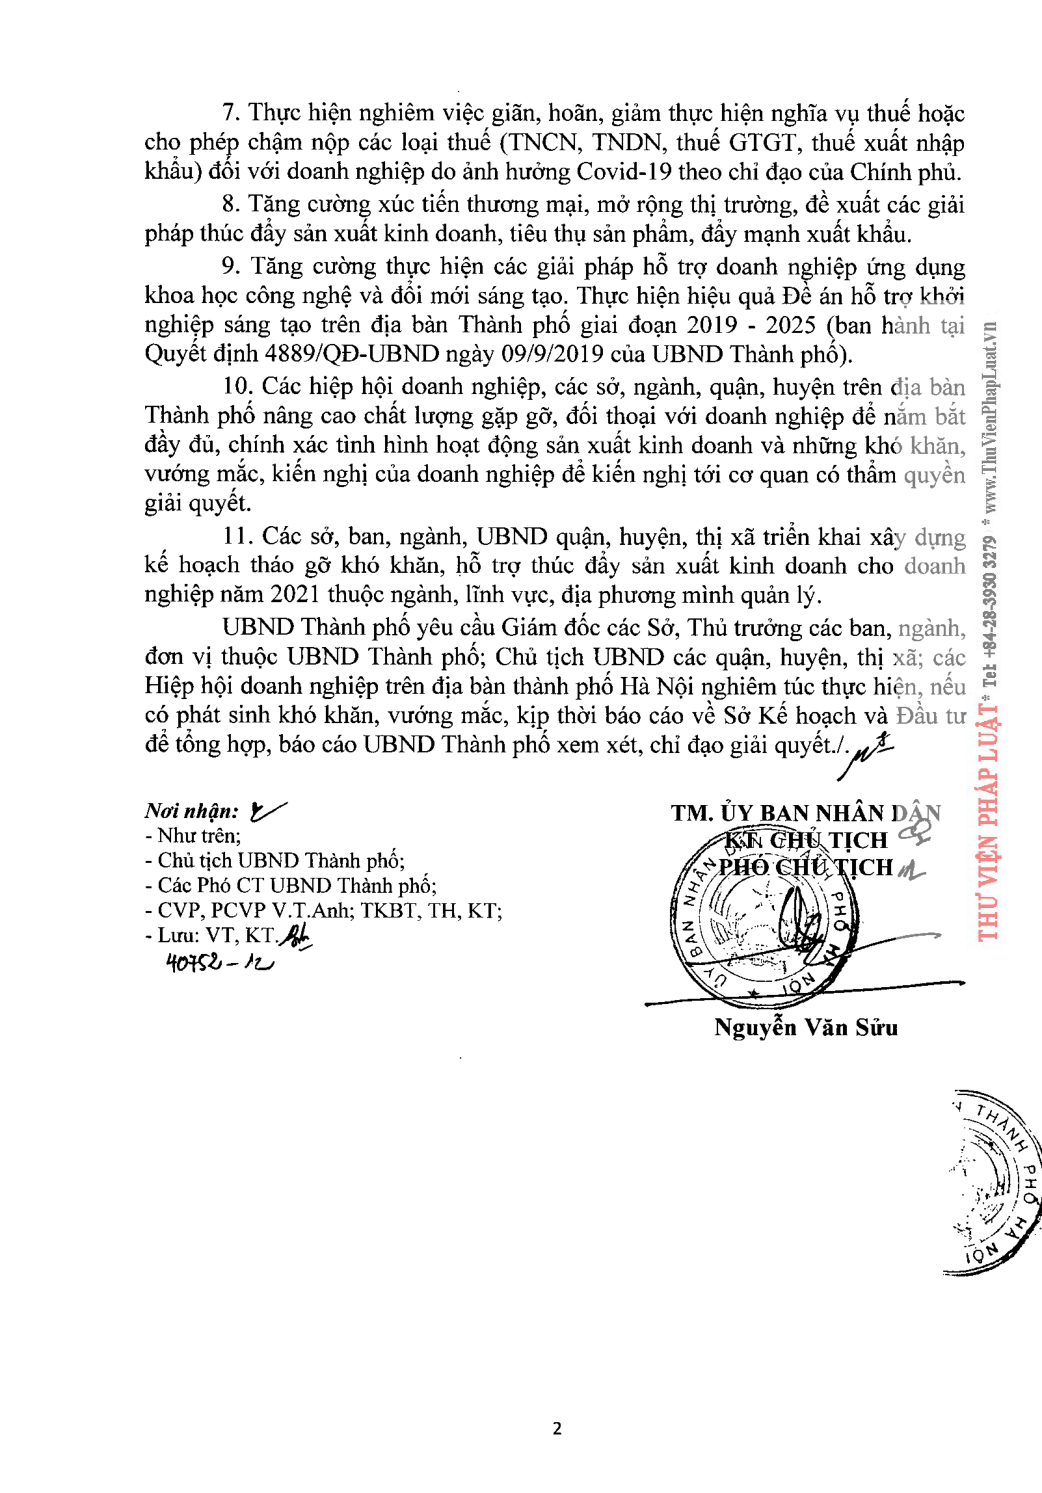 7. Thực hiện nghiêm việc giãn, hoãn, giảm thực hiện nghĩa vụ thuế hoặc
cho phép chậm nộp các loại thuế (TNCN, TNDN, thuế GTGT, thuế xuất nhập
khẩu) đối với doanh nghiệp do ảnh hưởng Covid-19 theo chỉ đạo của Chính phủ.
8. Tăng cường xúc tiến thương mại, mở rộng thị trường, đề xuất các giải
pháp thúc đẩy sản xuất kinh doanh, tiêu thụ sản phẩm, đẩy mạnh xuất khẩu.
9. Tăng cường thực hiện các giải pháp hỗ trợ doanh nghiệp ứng dụng
khoa học công nghệ và đổi mới sáng tạo. Thực hiện hiệu quả Đề án hỗ trợ khởi
nghiệp sáng tạo trên địa bàn Thành phố giai đoạn 2019 - 2025 (ban hành tại
Quyết định 4889/QĐ-UBND ngày 09/9/2019 của UBND Thành phố).
10. Các hiệp hội doanh nghiệp, các sở, ngành, quận, huyện trên địa bàn
Thành phố nâng cao chất lượng gặp gỡ, đối thoại với doanh nghiệp để nắm bắt
đầy đủ, chính xác tình hình hoạt động sản xuất kinh doanh và những khó khăn,
vướng mắc, kiến nghị của doanh nghiệp để kiến nghị tới cơ quan có thẩm quyền
giải quyết.
11. Các sở, ban, ngành, UBND quận, huyện, thị xã triển khai xây dựng
kế hoạch tháo gỡ khó khăn, hỗ trợ thúc đẩy sản xuất kinh doanh cho doanh
nghiệp năm 2021 thuộc ngành, lĩnh vực, địa phương mình quản lý.
UBND Thành phố yêu cầu Giám đốc các Sở, Thủ trưởng các ban, ngành,
đơn vị thuộc UBND Thành phố; Chủ tịch UBND các quận, huyện, thị xã; các
Hiệp hội doanh nghiệp trên địa bàn thành phố Hà Nội nghiêm túc thực hiện, nếu
có phát sinh khó khăn, vướng mắc, kịp thời báo cáo về Sở Kế hoạch và Đầu tư
để tổng hợp, báo cáo UBND Thành phố xem xét, chỉ đạo giải quyết./.
Nơi nhận:
- Như trên;
- Chủ tịch UBND Thành phố;
- Các Phó CT UBND Thành phố;
- CVP, PCVP V.T.Anh; TKBT, TH, KT;
- Lưu: VT, KT.
40752-12
TM. ỦY BAN NHÂN DÂN
KT. CHỦ TỊCH
PHÓ CHỦ TỊCH
ỦY BAN NHÂN DÂN THÀNH PHỐ HÀ NỘI
Nguyễn Văn Sửu
THÀNH PHỐ HÀ NỘI
THƯ VIỆN PHÁP LUẬT * Tel: +84-28-3930 3279 * www.ThuVienPhapLuat.vn
2